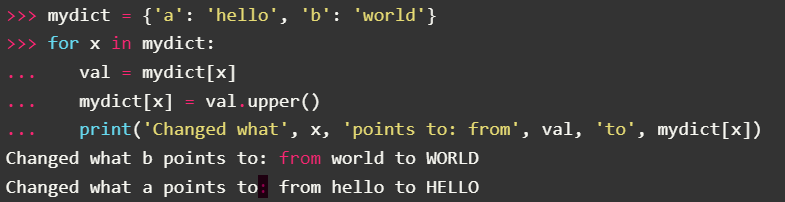 >>> mydict = {'a': 'hello', 'b': 'world'}
>>> for x in mydict:
...    val = mydict[x]
...    mydict[x] = val.upper()
...    print('Changed what', x, 'points to: from', val, 'to', mydict[x])
Changed what b points to: from world to WORLD
Changed what a points to: from hello to HELLO